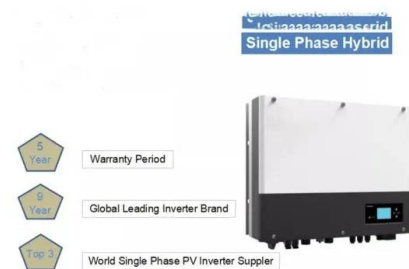 Single Phase Hybrid
5
Year
Warranty Period
9
Year
Global Leading Inverter Brand
Top 3
World Single Phase PV Inverter Suppler